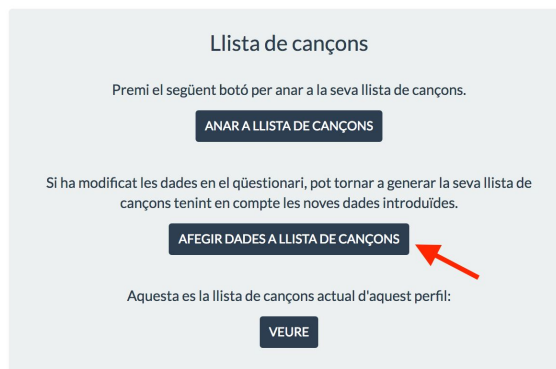 Llista de cançons
Premi el següent botó per anar a la seva llista de cançons.
ANAR A LLISTA DE CANÇONS
Si ha modificat les dades en el qüestionari, pot tornar a generar la seva llista de
cançons tenint en compte les noves dades introduïdes.
AFEGIR DADES A LLISTA DE CANÇONS
Aquesta es la llista de cançons actual d'aquest perfil:
VEURE